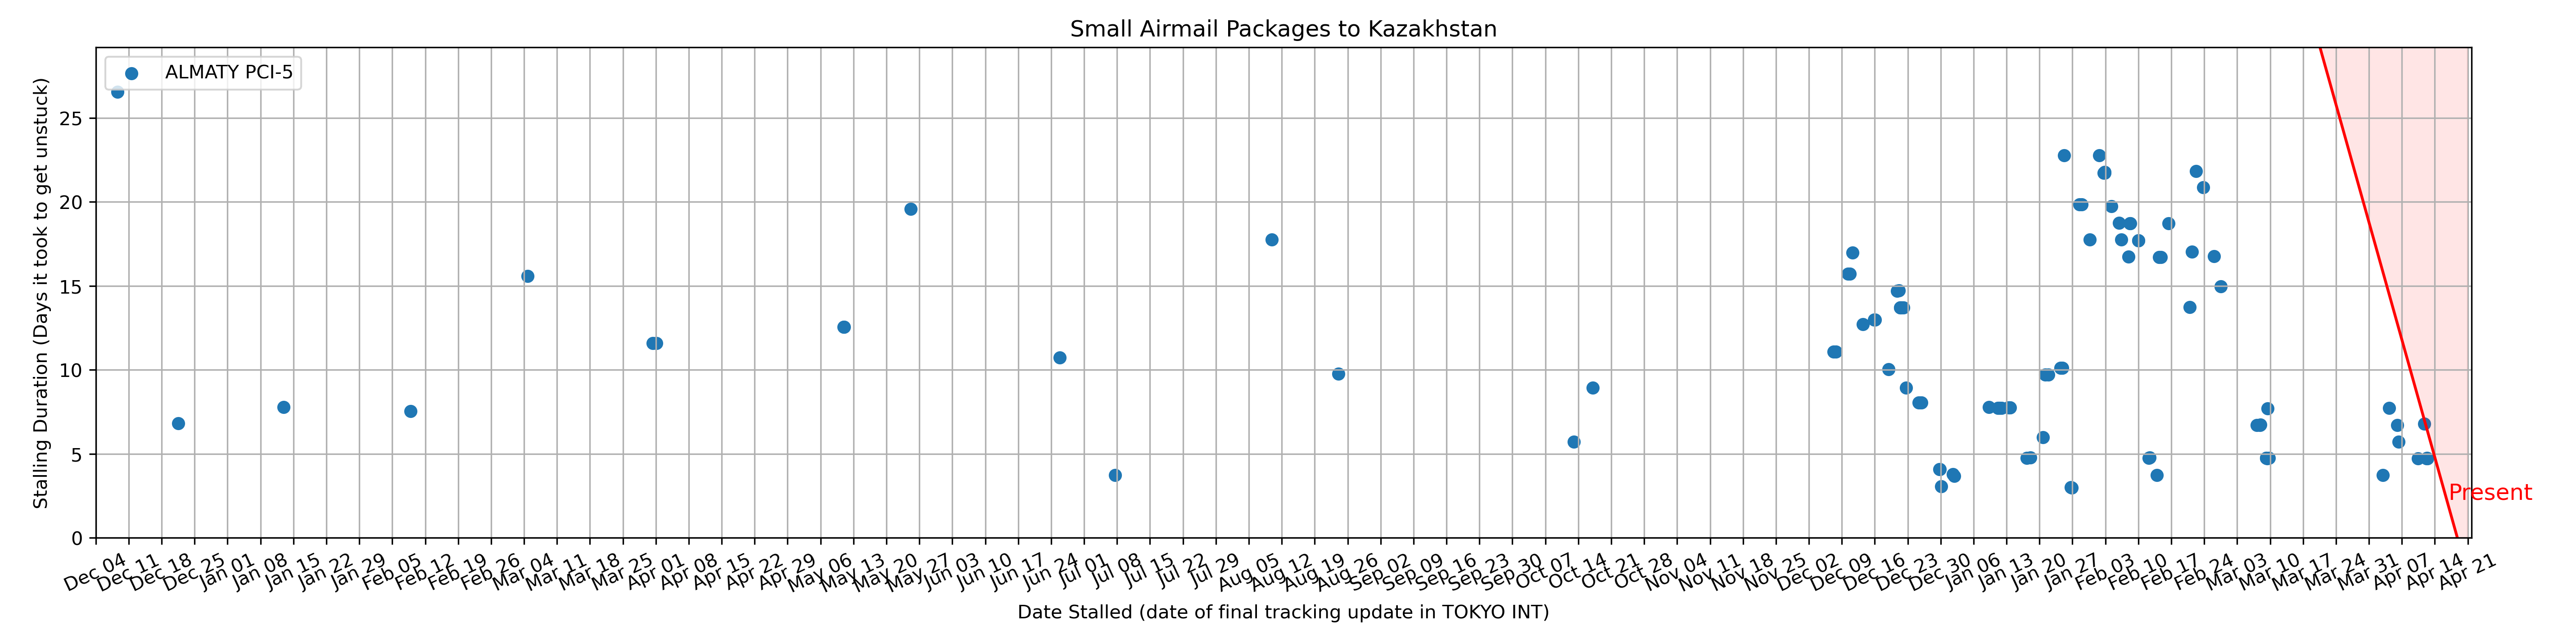 Small Airmail Packages to Kazakhstan
ALMATY PCI-5
Stalling Duration (Days it took to get unstuck)
25
20
15
10
5
0
Present
Dec 04
Dec 11
Dec 18
Dec 25
Jan 01
Jan 08
Jan 15
Jan 22
Jan 29
Feb 05
Feb 12
Feb 19
Feb 26
Mar 04
Mar 11
Mar 18
Mar 25
Apr 01
Apr 08
Apr 15
Apr 22
Apr 29
May 06
May 13
May 20
May 27
Jun 03
Jun 10
Jun 17
Jun 24
Jul 01
Jul 08
Jul 15
Jul 22
Jul 29
Aug 05
Aug 12
Aug 19
Aug 26
Sep 02
Sep 09
Sep 16
Sep 23
Sep 30
Oct 07
Oct 14
Oct 21
Oct 28
Nov 04
Nov 11
Nov 18
Nov 25
Dec 02
Dec 09
Dec 16
Dec 23
Dec 30
Jan 06
Jan 13
Jan 20
Jan 27
Feb 03
Feb 10
Feb 17
Feb 24
Mar 03
Mar 10
Mar 17
Mar 24
Mar 31
Apr 07
Apr 14
Apr 21
Date Stalled (date of final tracking update in TOKYO INT)